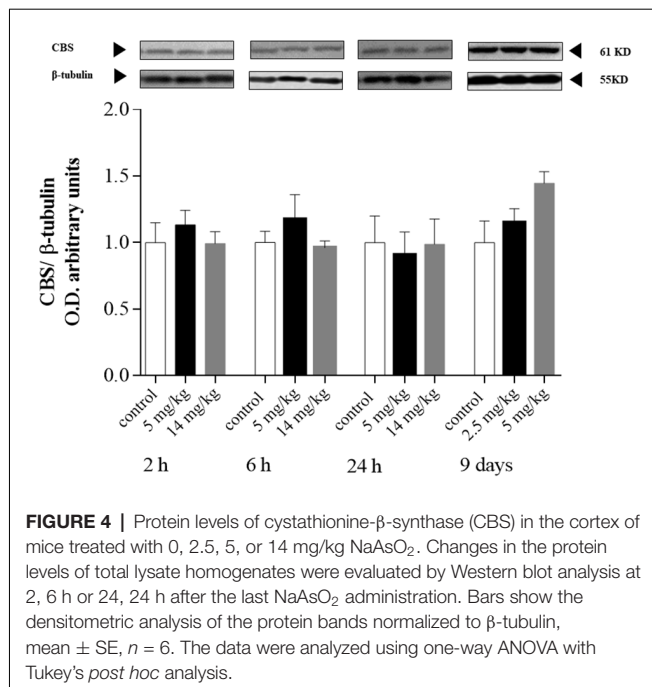 CBS
61 KD
β-tubulin
55KD
2.0
1.5
1.0
0.5
0.0
CBS/ β-tubulin
O.D. arbitrary units
control 5 mg/kg 14 mg/kg control 5 mg/kg 14 mg/kg control 5 mg/kg 14 mg/kg control 2.5 mg/kg 5 mg/kg
2 h 6 h 24 h 9 days
FIGURE 4 | Protein levels of cystathionine-β-synthase (CBS) in the cortex of
mice treated with 0, 2.5, 5, or 14 mg/kg NaAsO₂. Changes in the protein
levels of total lysate homogenates were evaluated by Western blot analysis at
2, 6 h or 24, 24 h after the last NaAsO₂ administration. Bars show the
densitometric analysis of the protein bands normalized to β-tubulin,
mean ± SE, n = 6. The data were analyzed using one-way ANOVA with
Tukey's post hoc analysis.